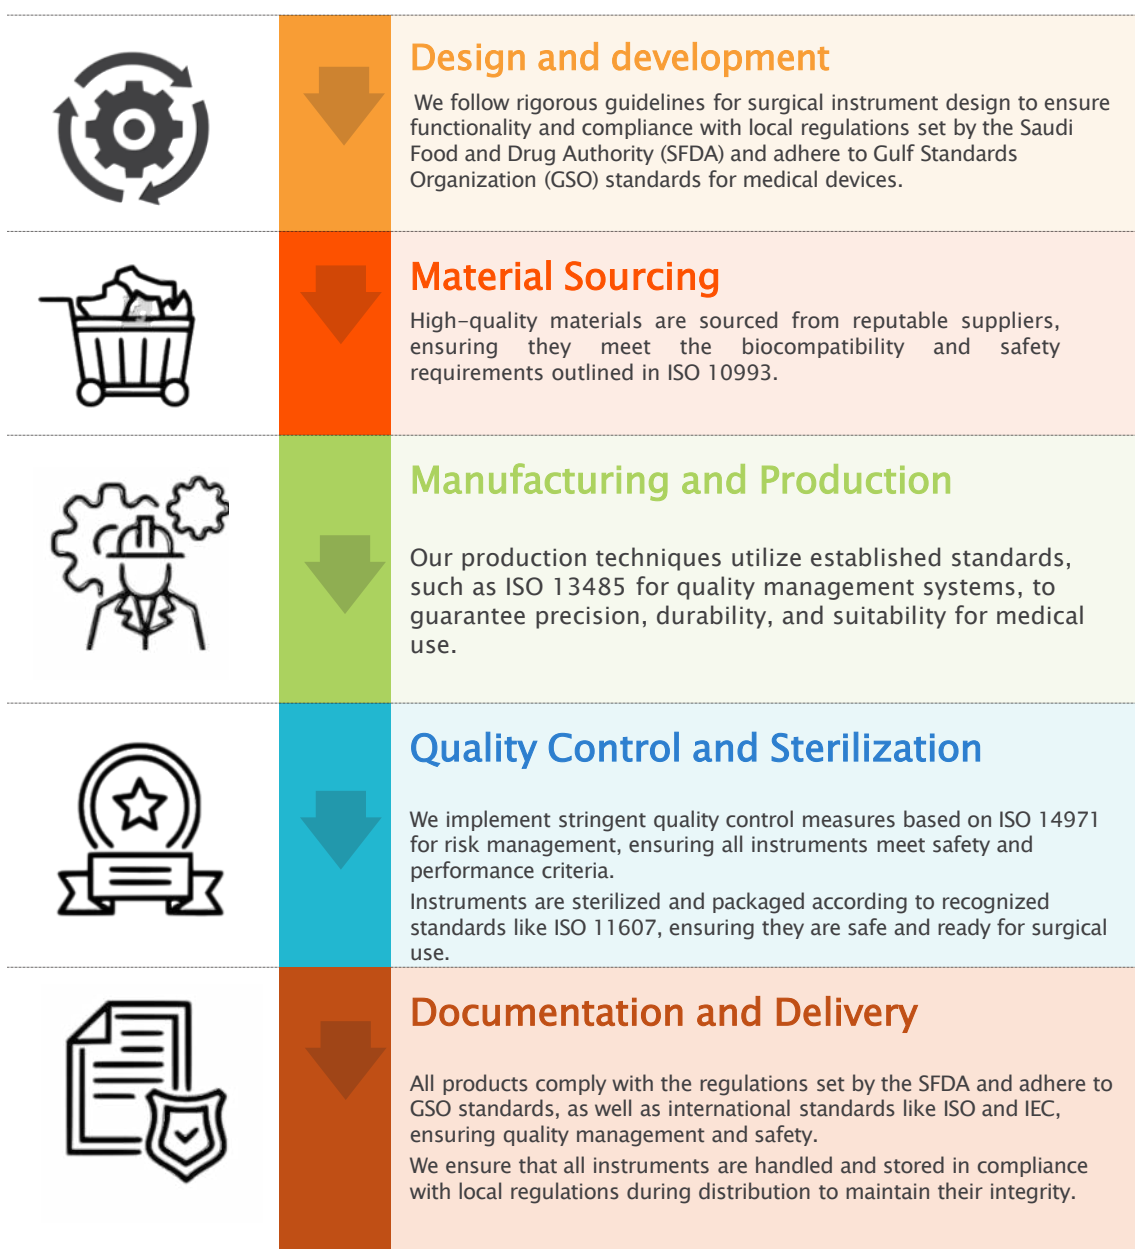 Design and development
We follow rigorous guidelines for surgical instrument design to ensure
functionality and compliance with local regulations set by the Saudi
Food and Drug Authority (SFDA) and adhere to Gulf Standards
Organization (GSO) standards for medical devices.
Material Sourcing
High-quality materials are sourced from reputable suppliers,
ensuring they meet the biocompatibility and safety
requirements outlined in ISO 10993.
Manufacturing and Production
Our production techniques utilize established standards,
such as ISO 13485 for quality management systems, to
guarantee precision, durability, and suitability for medical
use.
Quality Control and Sterilization
We implement stringent quality control measures based on ISO 14971
for risk management, ensuring all instruments meet safety and
performance criteria.
Instruments are sterilized and packaged according to recognized
standards like ISO 11607, ensuring they are safe and ready for surgical
use.
Documentation and Delivery
All products comply with the regulations set by the SFDA and adhere to
GSO standards, as well as international standards like ISO and IEC,
ensuring quality management and safety.
We ensure that all instruments are handled and stored in compliance
with local regulations during distribution to maintain their integrity.